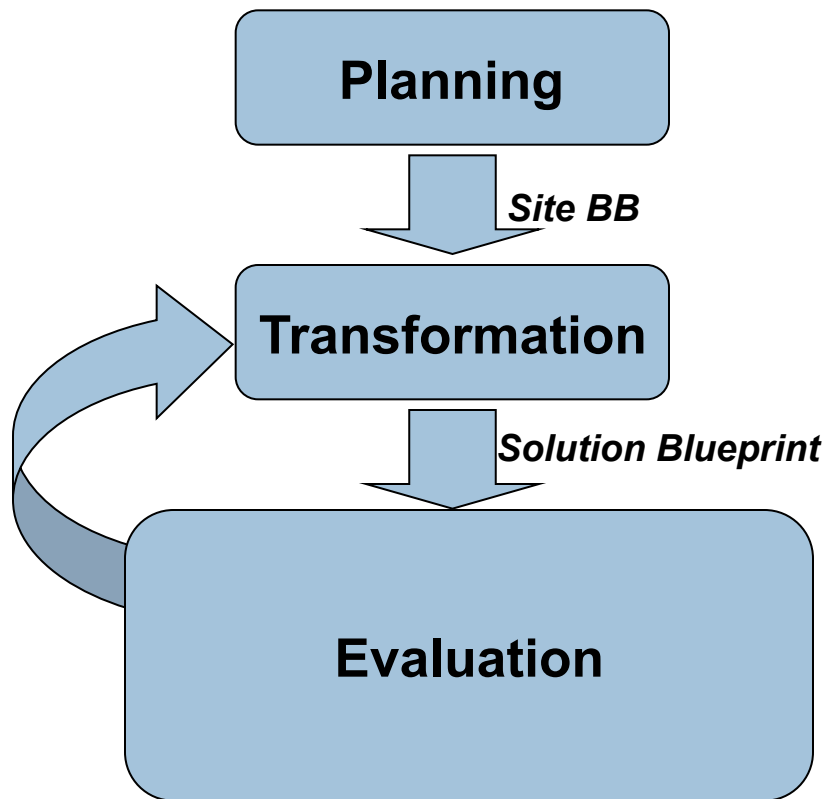 Planning
Site BB
Transformation
Solution Blueprint
Evaluation